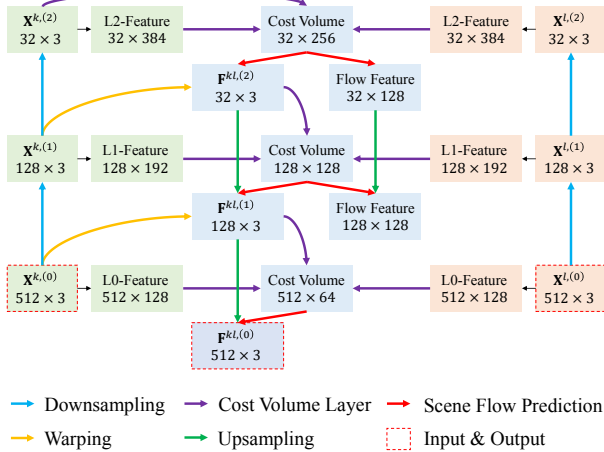 X^{k,(2)} L2-Feature Cost Volume L2-Feature X^{l,(2)}
32 × 3 32 × 384 32 × 256 32 × 384 32 × 3
F^{kl,(2)} Flow Feature
32 × 3 32 × 128
X^{k,(1)} L1-Feature Cost Volume L1-Feature X^{l,(1)}
128 × 3 128 × 192 128 × 128 128 × 192 128 × 3
F^{kl,(1)} Flow Feature
128 × 3 128 × 128
X^{k,(0)} L0-Feature Cost Volume L0-Feature X^{l,(0)}
512 × 3 512 × 128 512 × 64 512 × 128 512 × 3
F^{kl,(0)}
512 × 3
Downsampling Cost Volume Layer Scene Flow Prediction
Warping Upsampling Input & Output